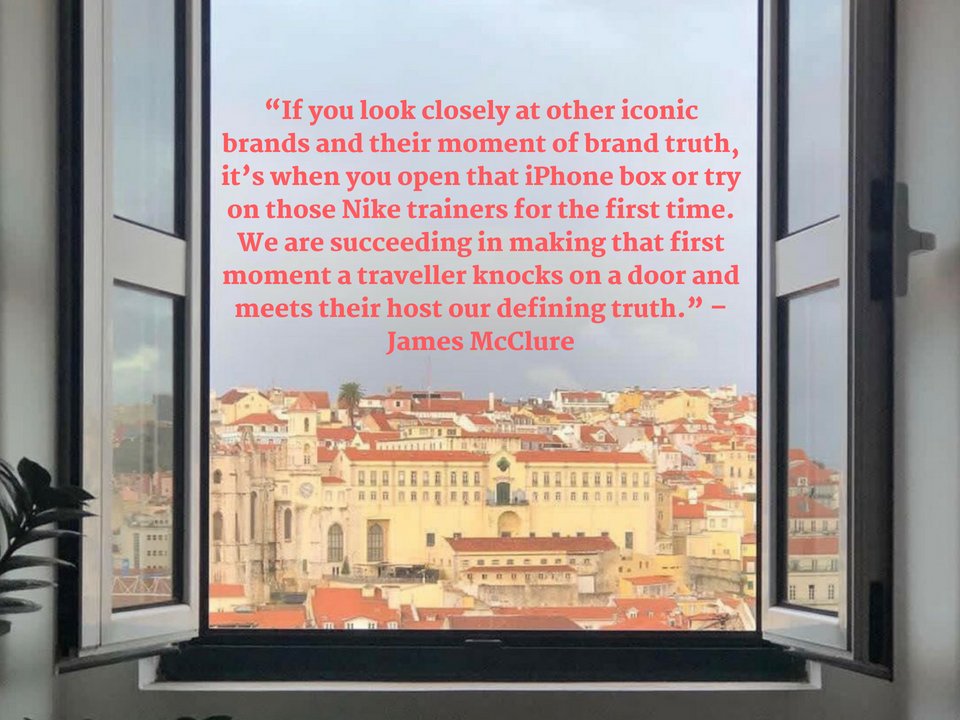 “If you look closely at other iconic
brands and their moment of brand truth,
it’s when you open that iPhone box or try
on those Nike trainers for the first time.
We are succeeding in making that first
moment a traveller knocks on a door and
meets their host our defining truth.” –
James McClure